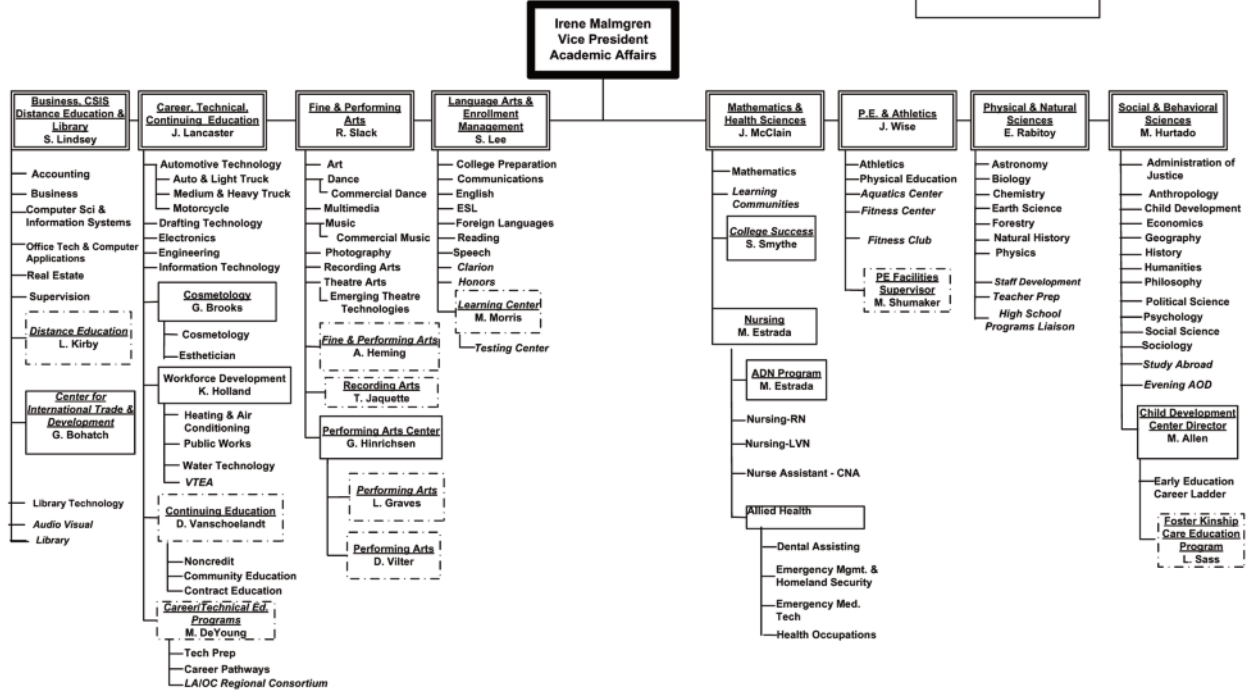 Irene Malmgren
Vice President
Academic Affairs
Business, CSIS
Distance Education &
Library
S. Lindsey
Accounting
Business
Computer Sci &
Information Systems
Office Tech & Computer
Applications
Real Estate
Supervision
Distance Education
L. Kirby
Center for
International Trade &
Development
G. Bohatch
Library Technology
Audio Visual
Library
Career, Technical,
Continuing Education
J. Lancaster
Automotive Technology
Auto & Light Truck
Medium & Heavy Truck
Motorcycle
Drafting Technology
Electronics
Engineering
Information Technology
Cosmetology
G. Brooks
Cosmetology
Esthetician
Workforce Development
K. Holland
Heating & Air
Conditioning
Public Works
Water Technology
VTEA
Continuing Education
D. Vanschoelandt
Noncredit
Community Education
Contract Education
Career/Technical Ed.
Programs
M. DeYoung
Tech Prep
Career Pathways
LA/OC Regional Consortium
Fine & Performing
Arts
R. Slack
Art
Dance
Commercial Dance
Multimedia
Music
Commercial Music
Photography
Recording Arts
Theatre Arts
Emerging Theatre
Technologies
Fine & Performing Arts
A. Heming
Recording Arts
T. Jaquette
Performing Arts Center
G. Hinrichsen
Performing Arts
L. Graves
Performing Arts
D. Vilter
Language Arts &
Enrollment
Management
S. Lee
College Preparation
Communications
English
ESL
Foreign Languages
Reading
Speech
Clarion
Honors
Learning Center
M. Morris
Testing Center
Mathematics &
Health Sciences
J. McClain
Mathematics
Learning
Communities
College Success
S. Smythe
Nursing
M. Estrada
ADN Program
M. Estrada
Nursing-RN
Nursing-LVN
Nurse Assistant - CNA
Allied Health
Dental Assisting
Emergency Mgmt. &
Homeland Security
Emergency Med.
Tech
Health Occupations
P.E. & Athletics
J. Wise
Athletics
Physical Education
Aquatics Center
Fitness Center
Fitness Club
PE Facilities
Supervisor
M. Shumaker
Physical & Natural
Sciences
E. Rabitoy
Astronomy
Biology
Chemistry
Earth Science
Forestry
Natural History
Physics
Staff Development
Teacher Prep
High School
Programs Liaison
Social & Behavioral
Sciences
M. Hurtado
Administration of
Justice
Anthropology
Child Development
Economics
Geography
History
Humanities
Philosophy
Political Science
Psychology
Social Science
Sociology
Study Abroad
Evening AOD
Child Development
Center Director
M. Allen
Early Education
Career Ladder
Foster Kinship
Care Education
Program
L. Sass